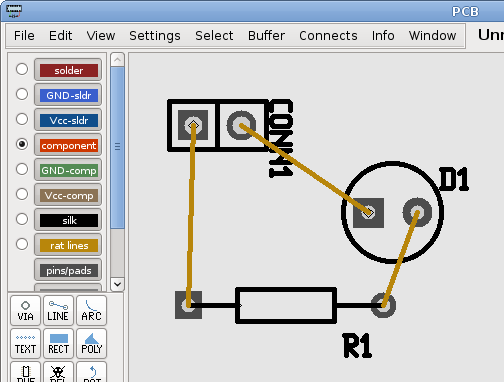 PCB
File Edit View Settings Select Buffer Connects Info Window
solder
GND-sldr
Vcc-sldr
component
GND-comp
Vcc-comp
silk
rat lines
pins/pads
VIA LINE ARC
TEXT RECT POLY
CONN1
D1
R1